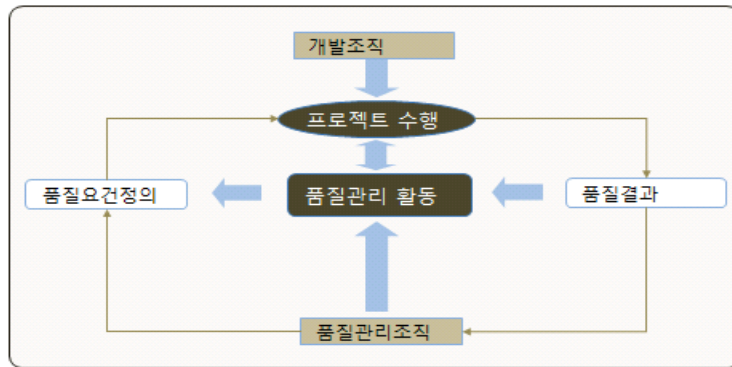 개발조직
프로젝트 수행
품질요건정의
품질관리 활동
품질결과
품질관리조직